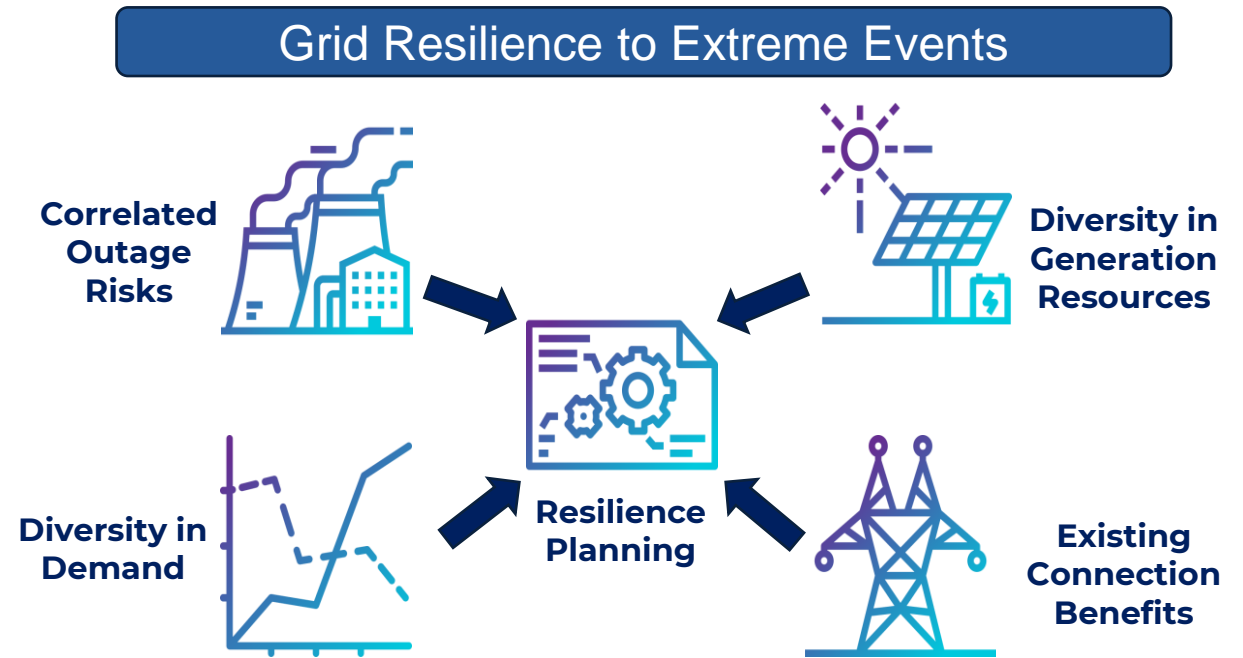 Grid Resilience to Extreme Events
Correlated
Outage
Risks
Diversity in
Generation
Resources
Resilience
Planning
Diversity in
Demand
Existing
Connection
Benefits